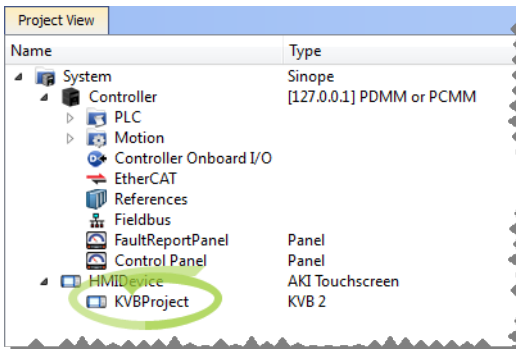 Project View
Name Type
System Sinope
Controller [127.0.0.1] PDMM or PCMM
PLC
Motion
Controller Onboard I/O
EtherCAT
References
Fieldbus
FaultReportPanel Panel
Control Panel Panel
HMIDevice AKI Touchscreen
KVBProject KVB 2